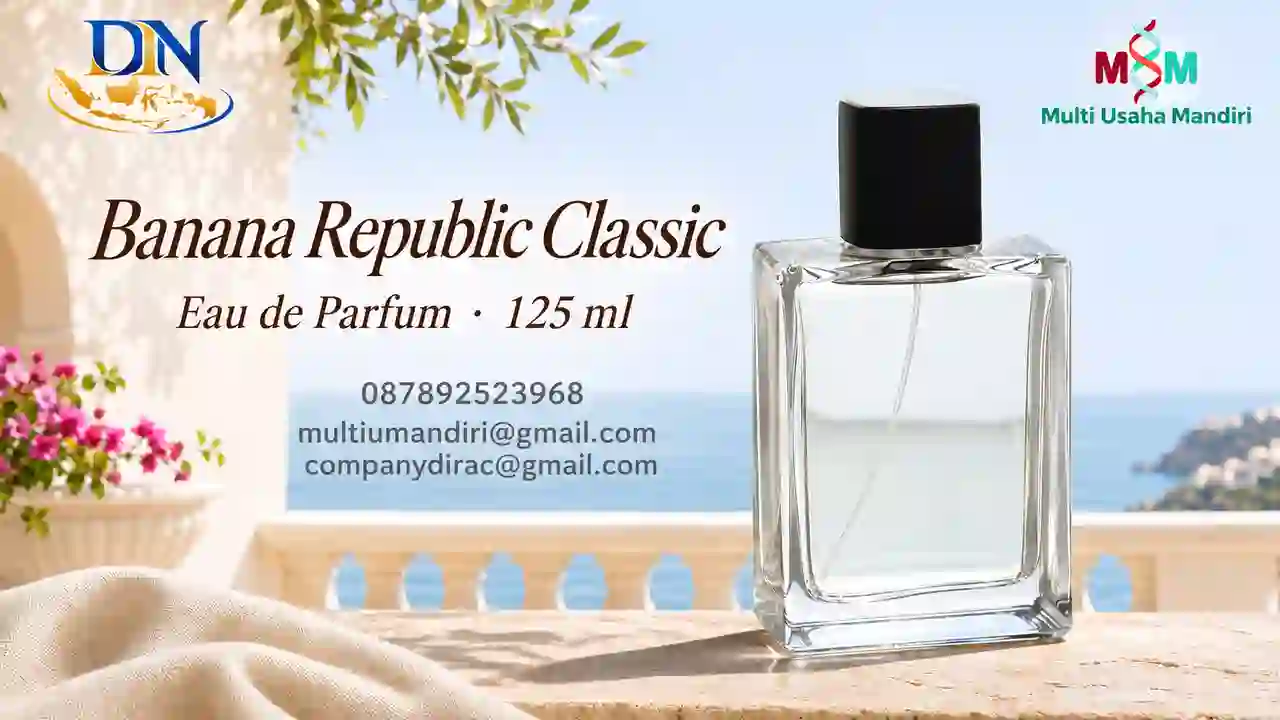 DN
M M
Multi Usaha Mandiri
Banana Republic Classic
Eau de Parfum · 125 ml
087892523968
multiumandiri@gmail.com
companydirac@gmail.com